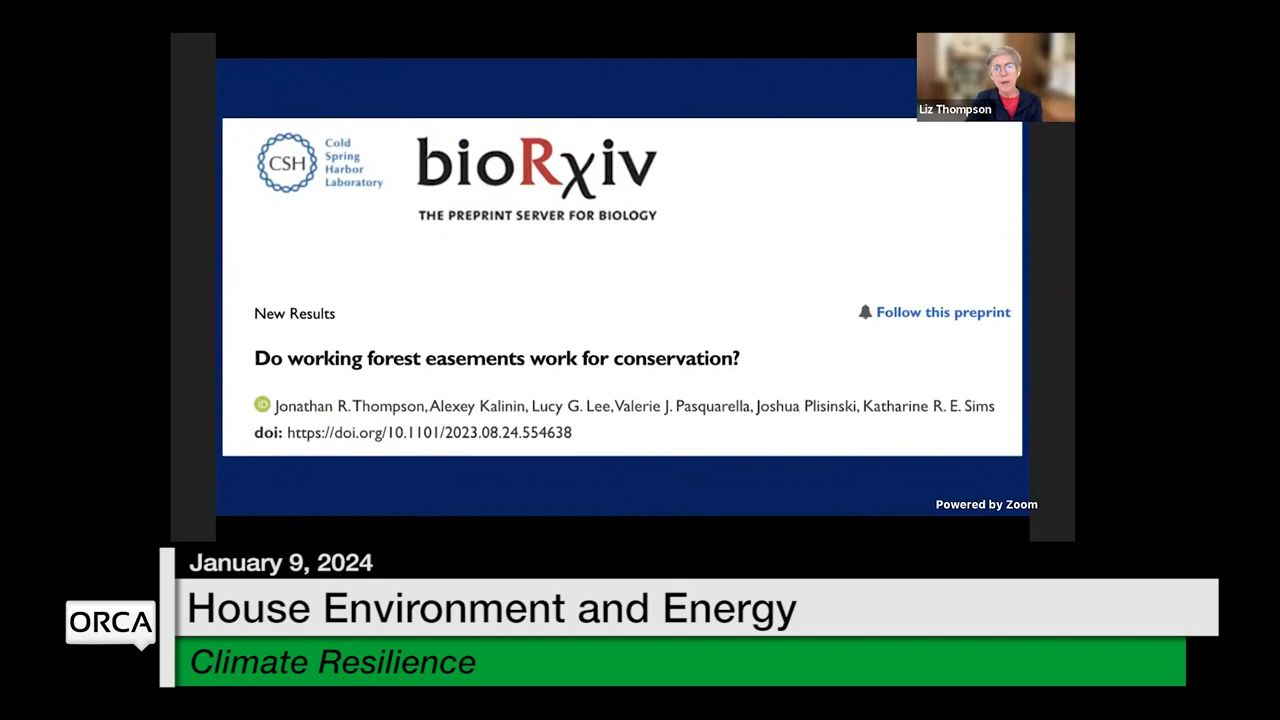 Liz Thompson
CSH
Cold
Spring
Harbor
Laboratory
bioRχiv
THE PREPRINT SERVER FOR BIOLOGY
New Results
Follow this preprint
Do working forest easements work for conservation?
iD Jonathan R. Thompson, Alexey Kalinin, Lucy G. Lee, Valerie J. Pasquarella, Joshua Plisinski, Katharine R. E. Sims
doi: https://doi.org/10.1101/2023.08.24.554638
Powered by Zoom
January 9, 2024
ORCA
House Environment and Energy
Climate Resilience